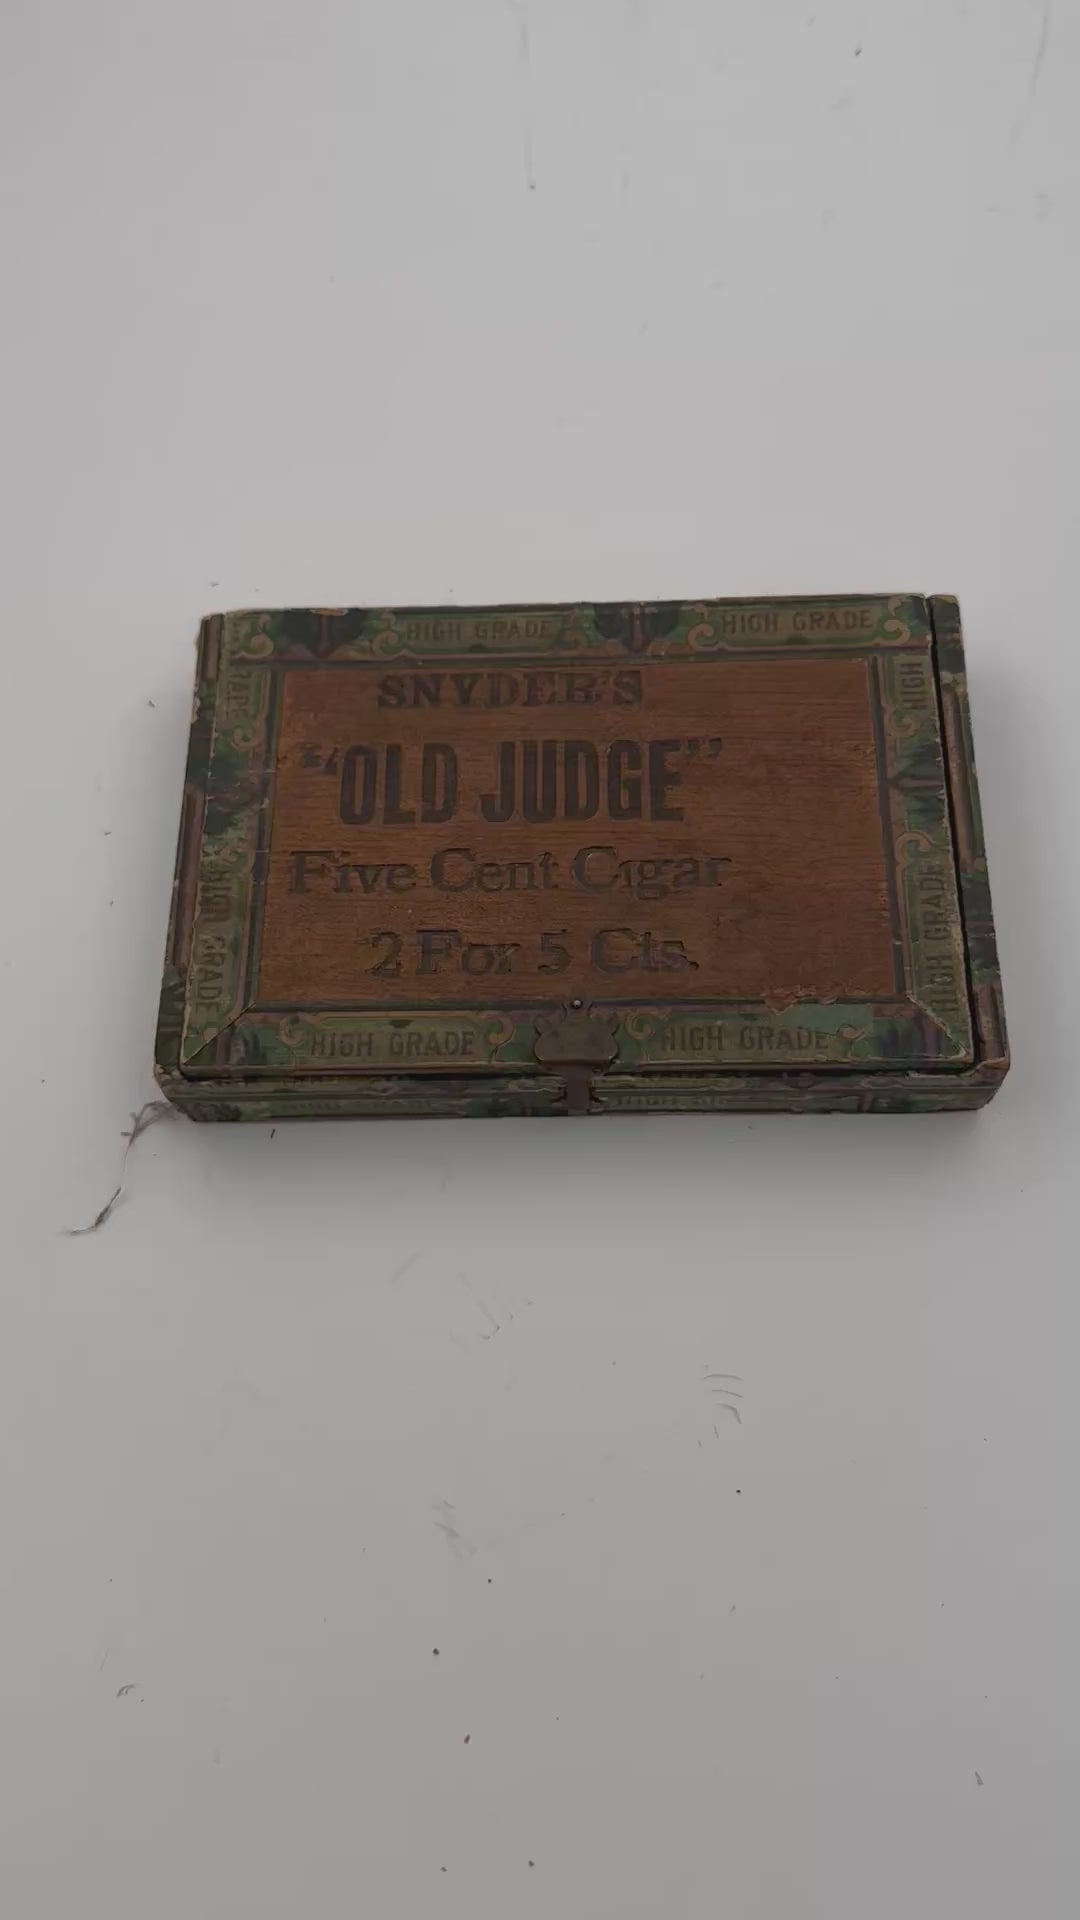 HIGH GRADE HIGH GRADE
SNYDER'S
"OLD JUDGE"
Five Cent Cigar
2 For 5 Cts.
HIGH GRADE
HIGH
HIGH GRADE
HIGH GRADE HIGH GRADE